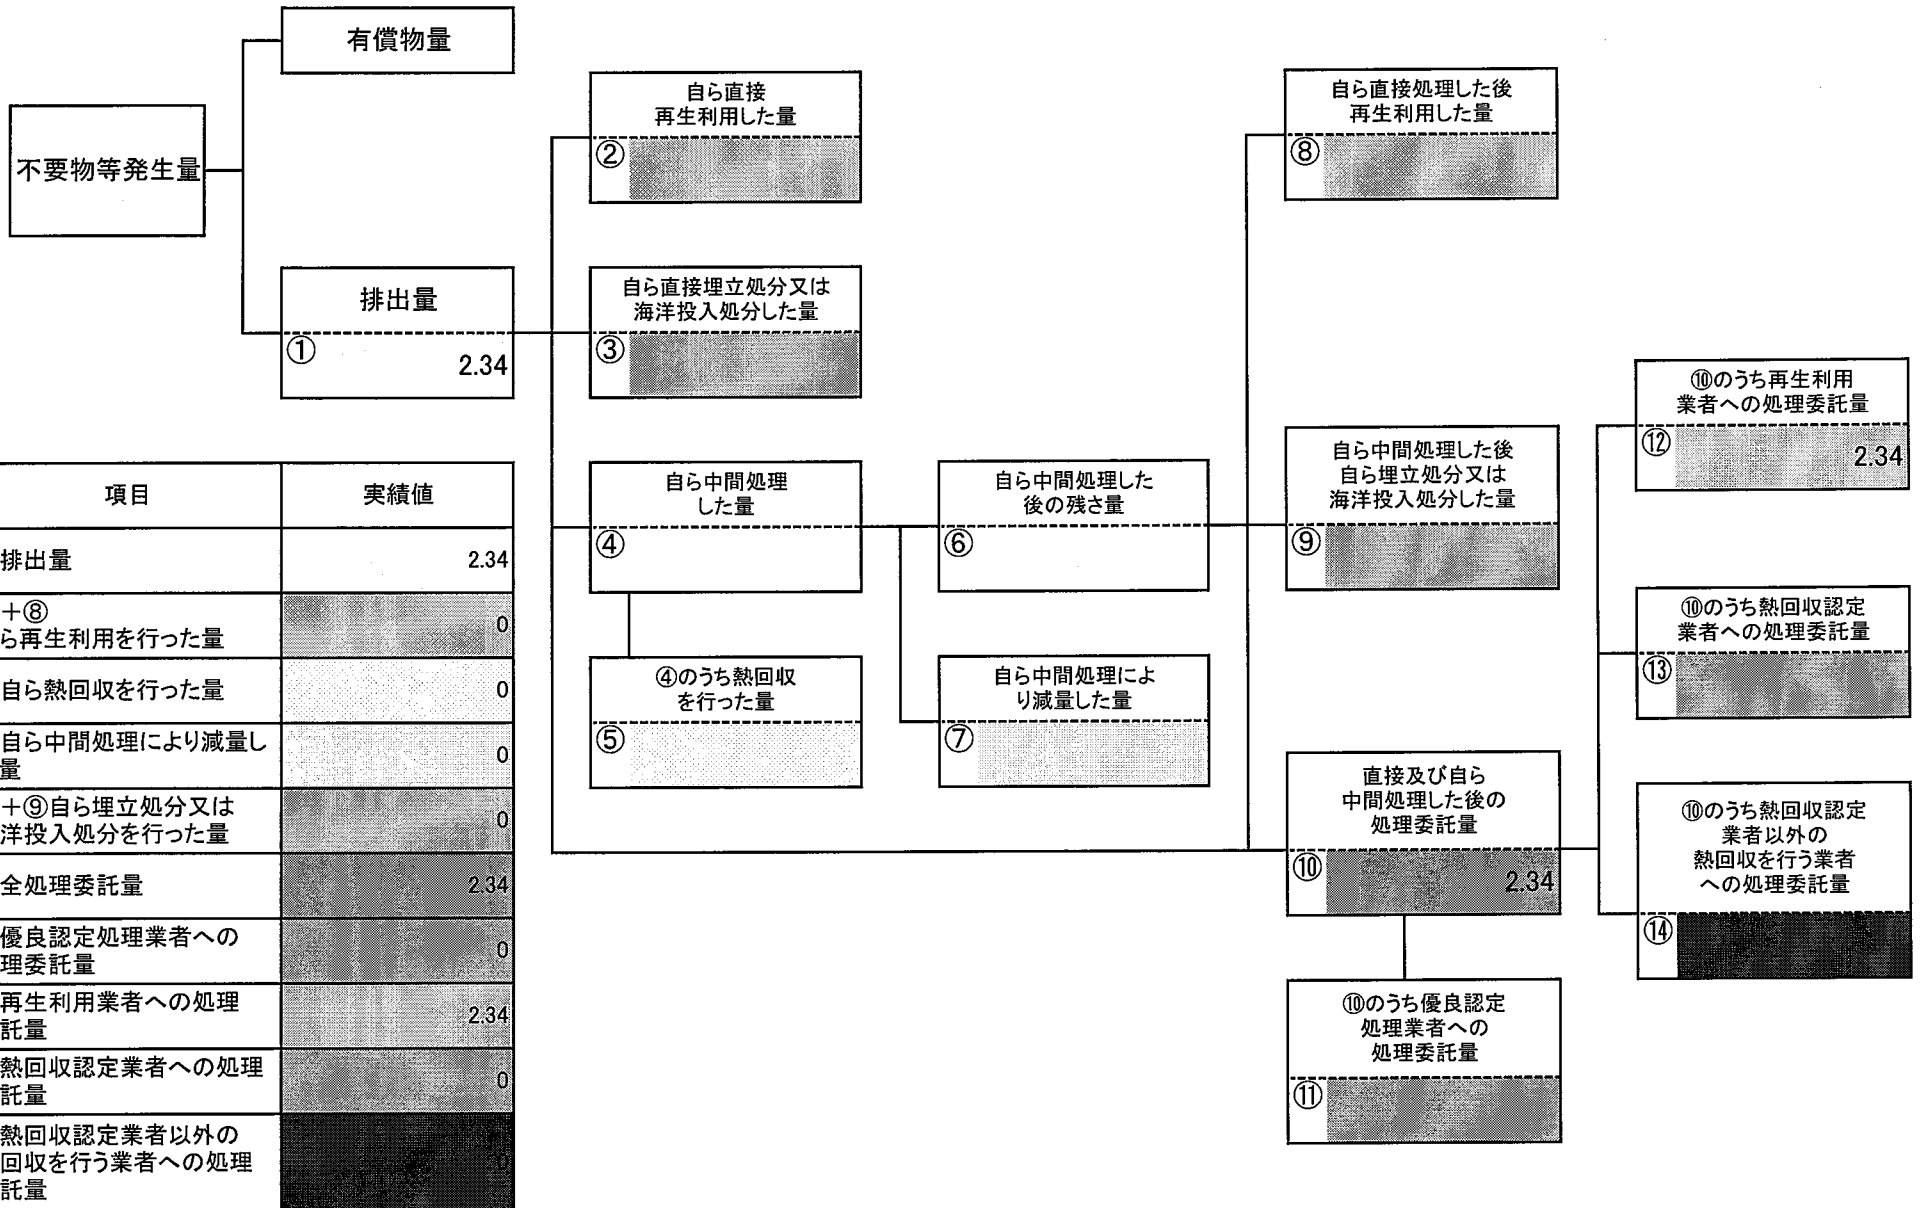 有償物量
不要物等発生量
排出量
①
2.34
自ら直接
再生利用した量
②
自ら直接埋立処分又は
海洋投入処分した量
③
自ら中間処理
した量
④
④のうち熱回収
を行った量
⑤
自ら中間処理した
後の残さ量
⑥
自ら中間処理によ
り減量した量
⑦
自ら直接処理した後
再生利用した量
⑧
自ら中間処理した後
自ら埋立処分又は
海洋投入処分した量
⑨
直接及び自ら
中間処理した後の
処理委託量
⑩
2.34
⑩のうち優良認定
処理業者への
処理委託量
⑪
⑩のうち再生利用
業者への処理委託量
⑫
2.34
⑩のうち熱回収認定
業者への処理委託量
⑬
⑩のうち熱回収認定
業者以外の
熱回収を行う業者
への処理委託量
⑭
項目 実績値
排出量 2.34
+⑧
ら再生利用を行った量 0
自ら熱回収を行った量 0
自ら中間処理により減量し
量 0
+⑨自ら埋立処分又は
洋投入処分を行った量 0
全処理委託量 2.34
優良認定処理業者への
理委託量 0
再生利用業者への処理
託量 2.34
熱回収認定業者への処理
託量 0
熱回収認定業者以外の
回収を行う業者への処理
託量 0